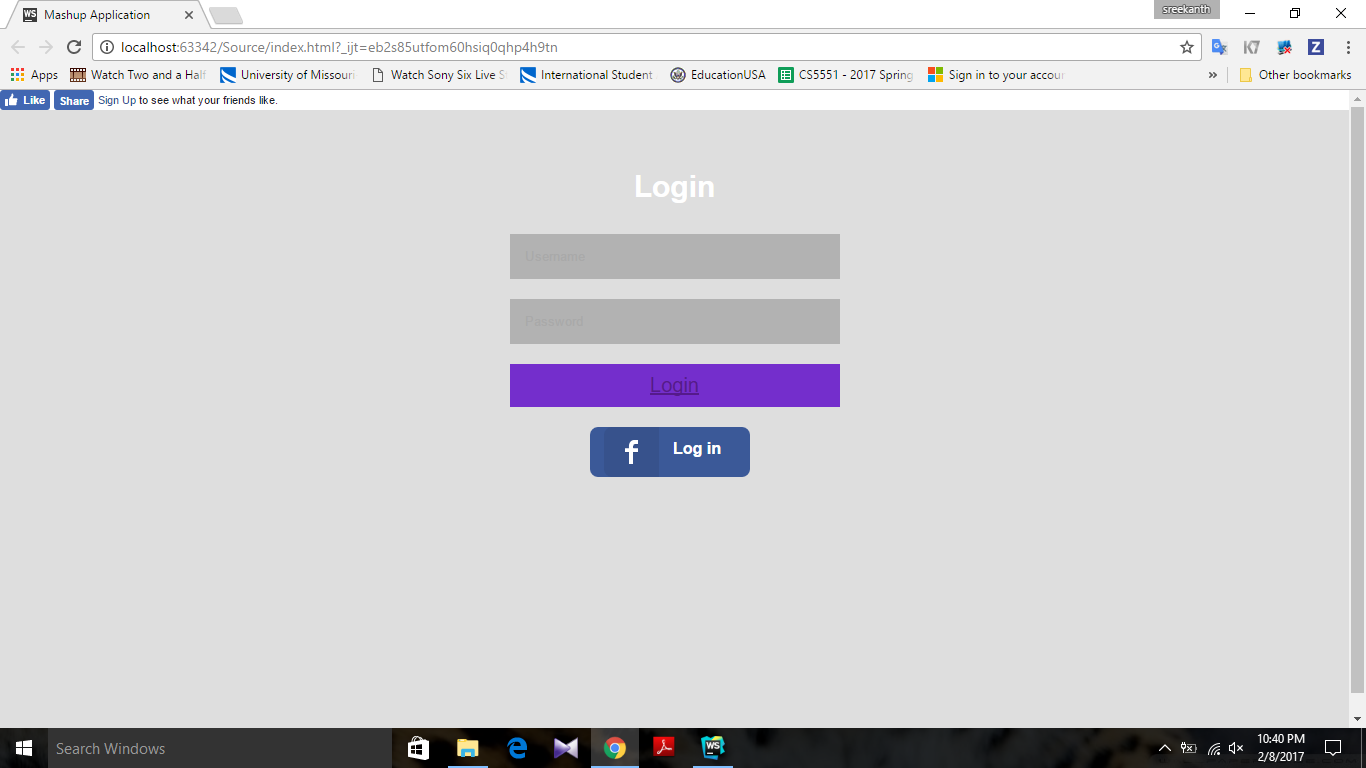 WS Mashup Application
sreekanth
localhost:63342/Source/index.html?_ijt=eb2s85utfom60hsiq0qhp4h9tn
K7 Z
Apps Watch Two and a Half University of Missouri Watch Sony Six Live S International Student EducationUSA CS5551 - 2017 Spring Sign in to your accour » Other bookmarks
Like Share Sign Up to see what your friends like.
Login
Username
Password
Login
f Log in
Search Windows
WS
10:40 PM
2/8/2017